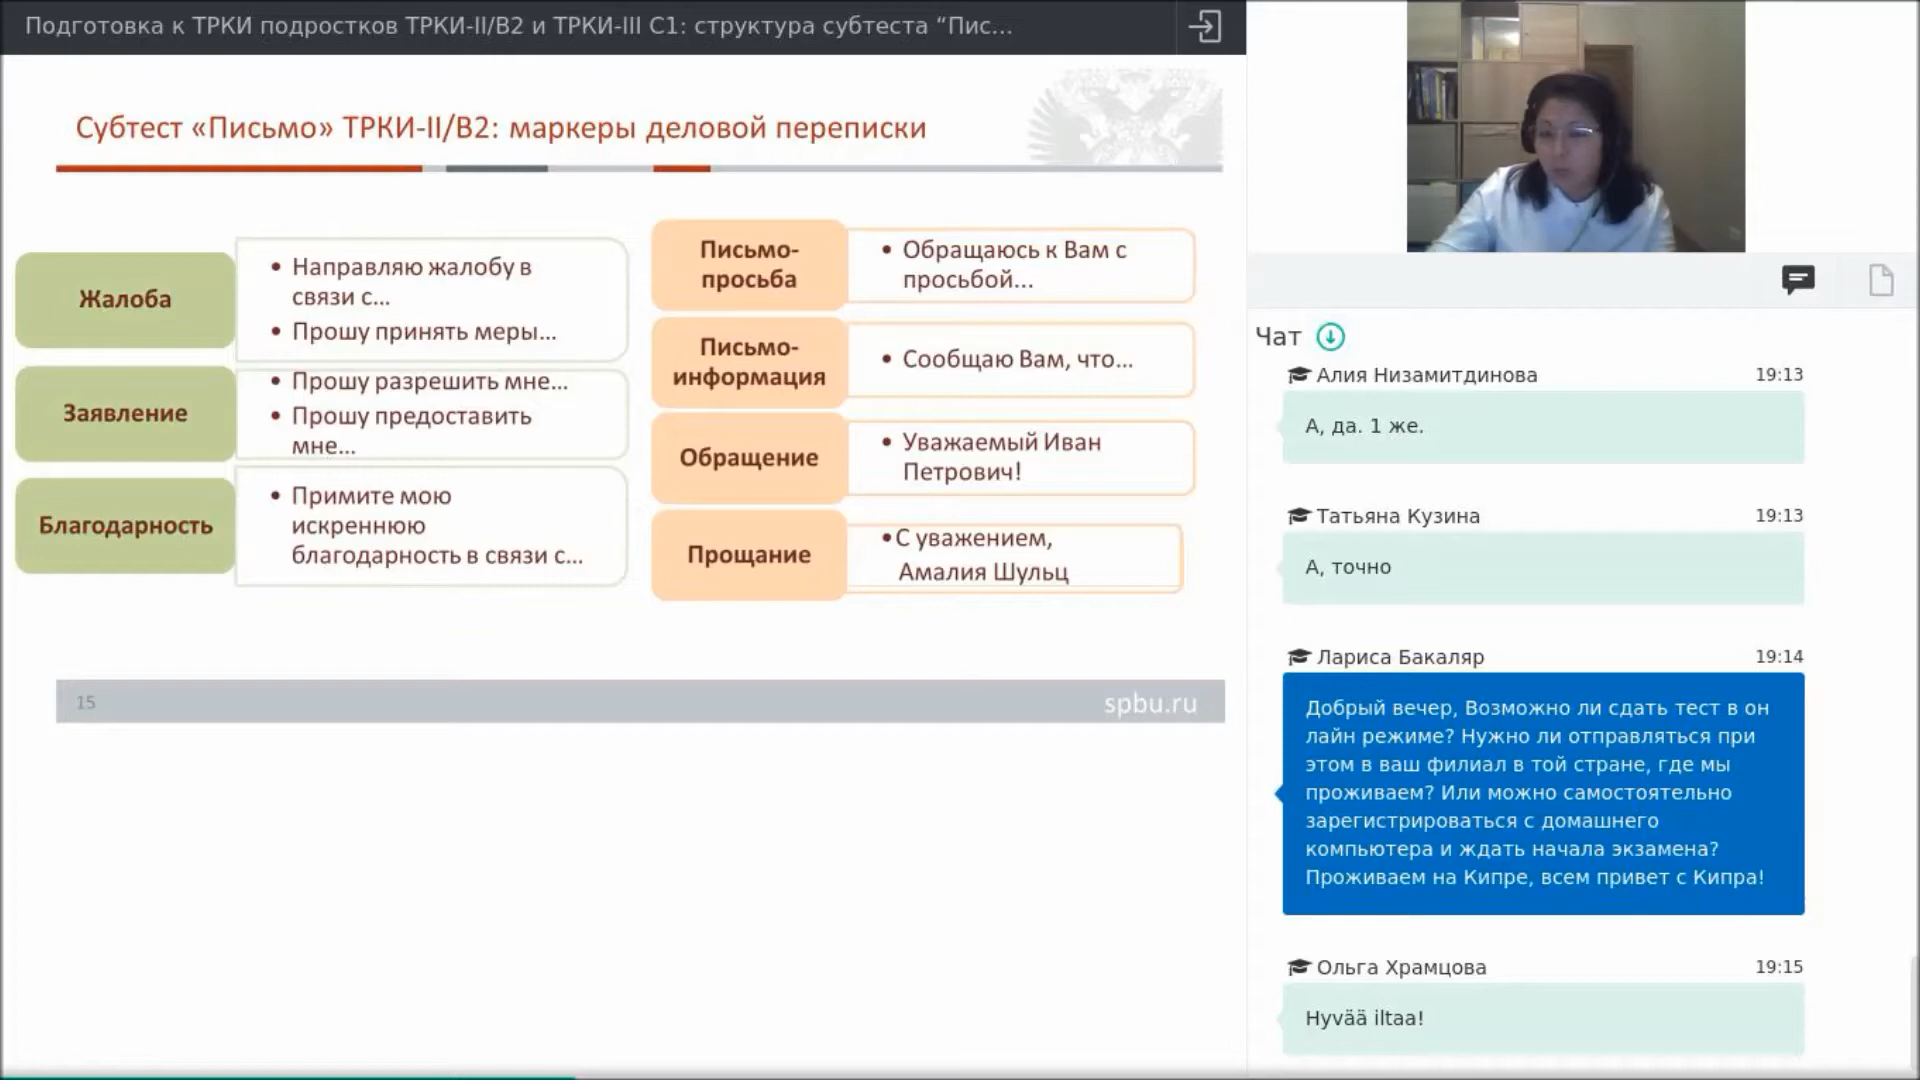 Подготовка к ТРКИ подростков ТРКИ-II/B2 и ТРКИ-III C1: структура субтеста “Пис...
Субтест «Письмо» ТРКИ-II/B2: маркеры деловой переписки
Жалоба
• Направляю жалобу в
связи с...
• Прошу принять меры...
Заявление
• Прошу разрешить мне...
• Прошу предоставить
мне...
Благодарность
• Примите мою
искреннюю
благодарность в связи с...
Письмо-
просьба
• Обращаюсь к Вам с
просьбой...
Письмо-
информация
• Сообщаю Вам, что...
Обращение
• Уважаемый Иван
Петрович!
Прощание
•С уважением,
Амалия Шульц
15
spbu.ru
Чат
Алия Низамитдинова 19:13
А, да. 1 же.
Татьяна Кузина 19:13
А, точно
Лариса Бакаляр 19:14
Добрый вечер, Возможно ли сдать тест в он
лайн режиме? Нужно ли отправляться при
этом в ваш филиал в той стране, где мы
проживаем? Или можно самостоятельно
зарегистрироваться с домашнего
компьютера и ждать начала экзамена?
Проживаем на Кипре, всем привет с Кипра!
Ольга Храмцова 19:15
Hyvää iltaa!